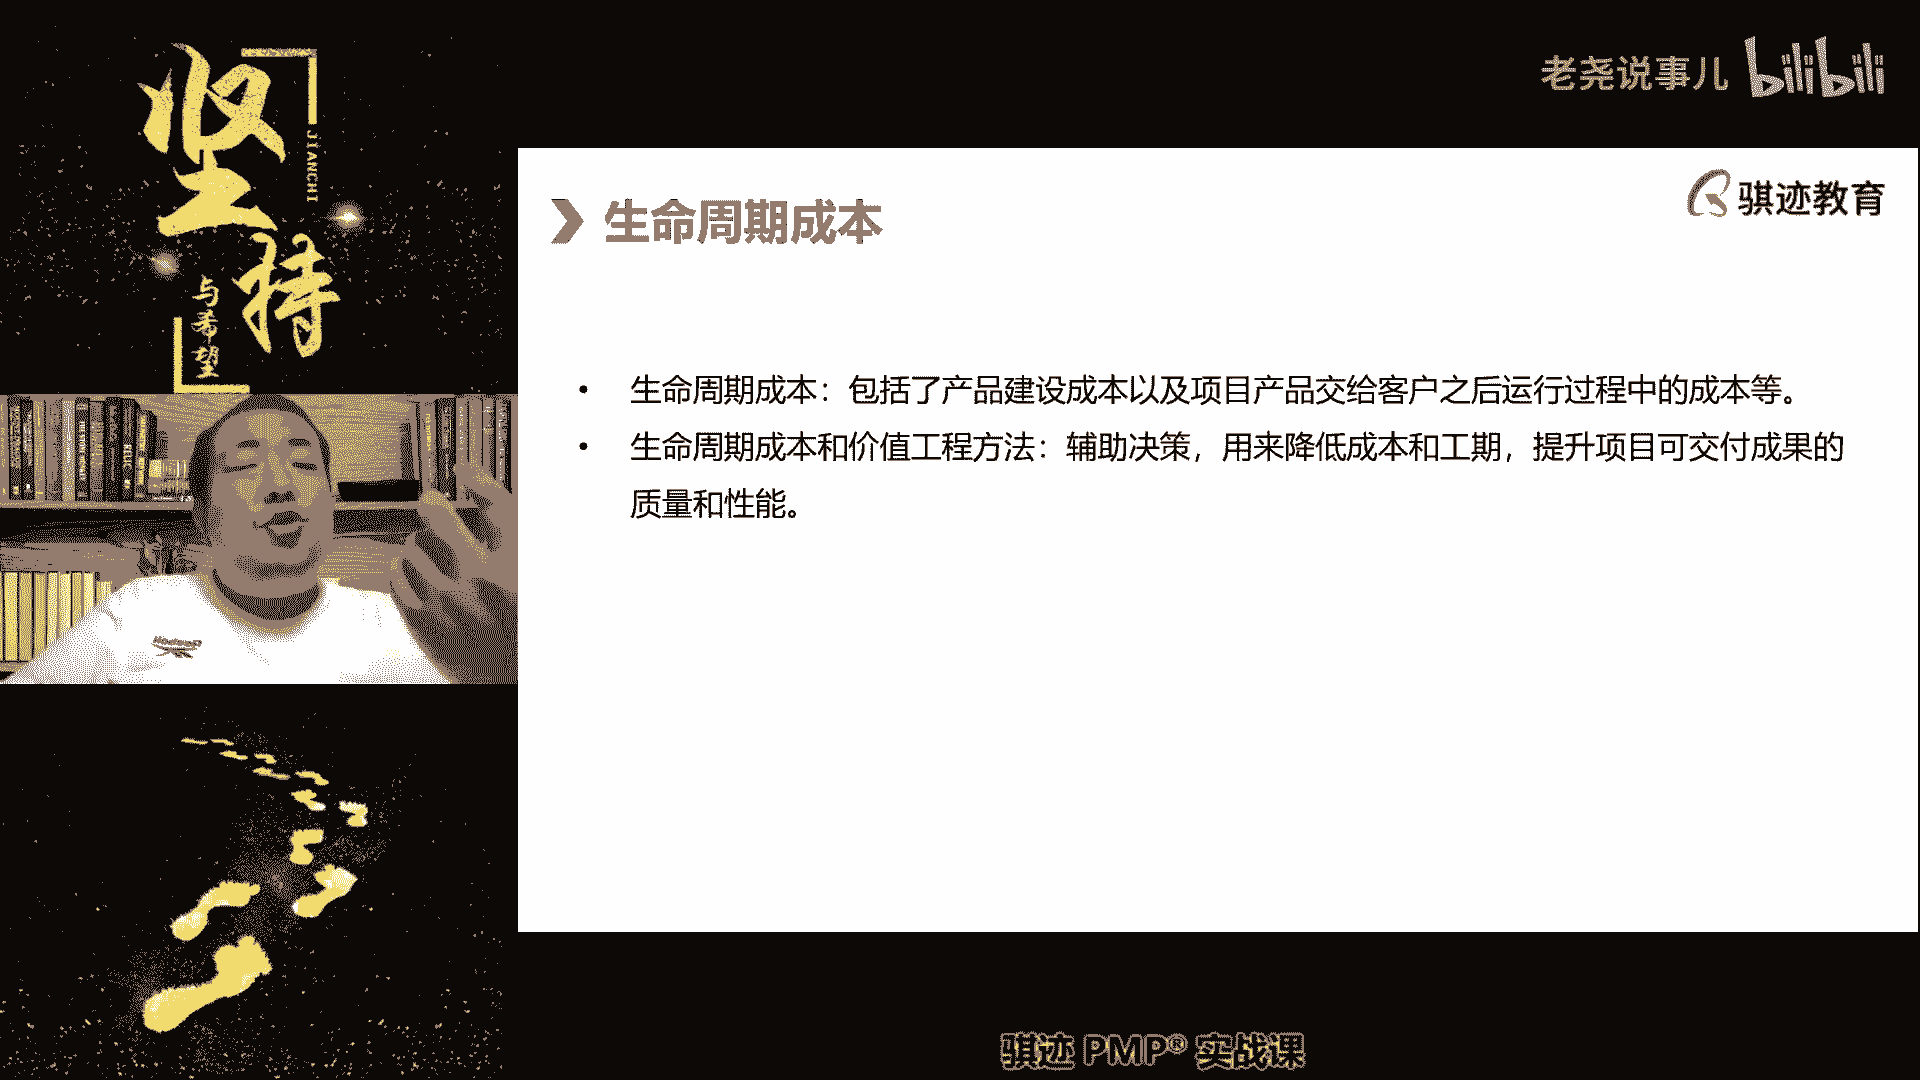 坚持
JIANCHI
与希望
老尧说事儿 bilibili
骐迹教育
生命周期成本
• 生命周期成本：包括了产品建设成本以及项目产品交给客户之后运行过程中的成本等。
• 生命周期成本和价值工程方法：辅助决策，用来降低成本和工期，提升项目可交付成果的
质量和性能。
骐迹 PMP® 实战课